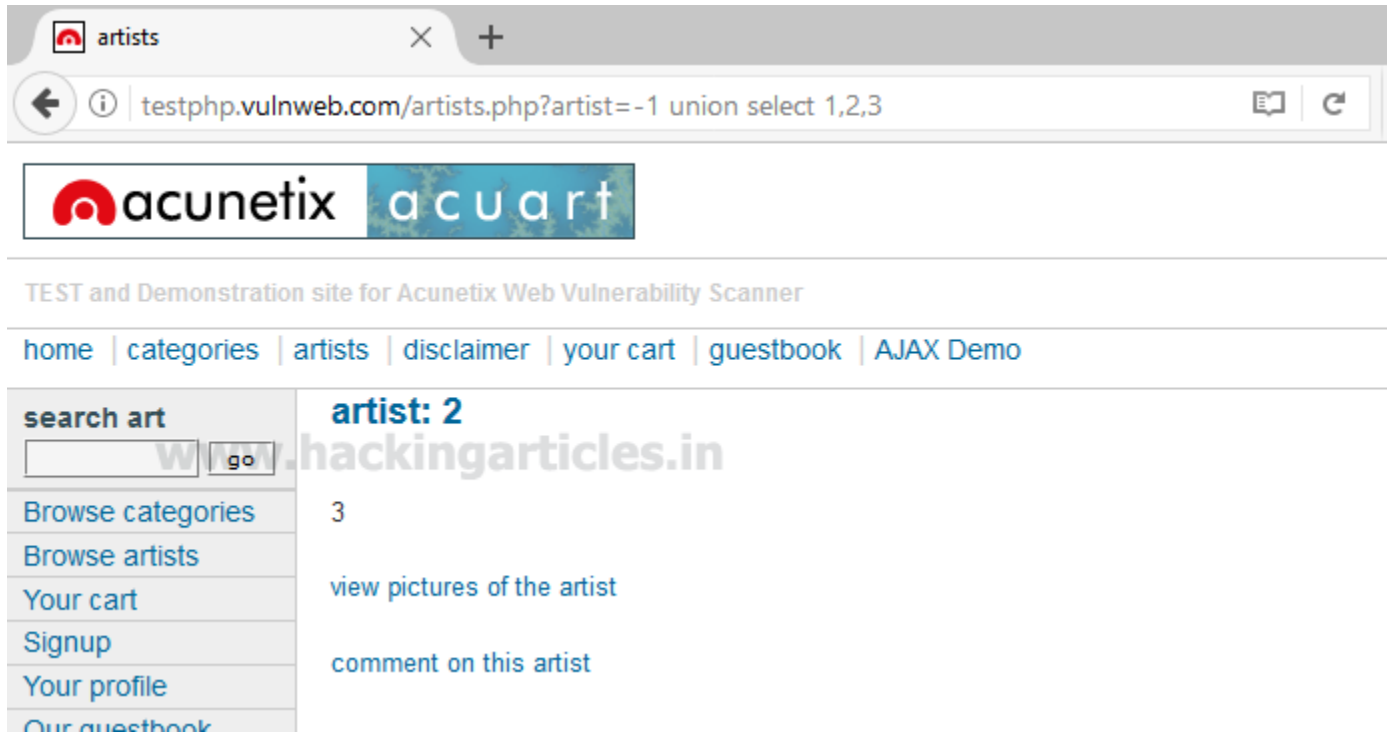 artists
testphp.vulnweb.com/artists.php?artist=-1 union select 1,2,3
acunetix acuart
TEST and Demonstration site for Acunetix Web Vulnerability Scanner
home | categories | artists | disclaimer | your cart | guestbook | AJAX Demo
search art
go
www.hackingarticles.in
Browse categories
Browse artists
Your cart
Signup
Your profile
Our guestbook
artist: 2
3
view pictures of the artist
comment on this artist